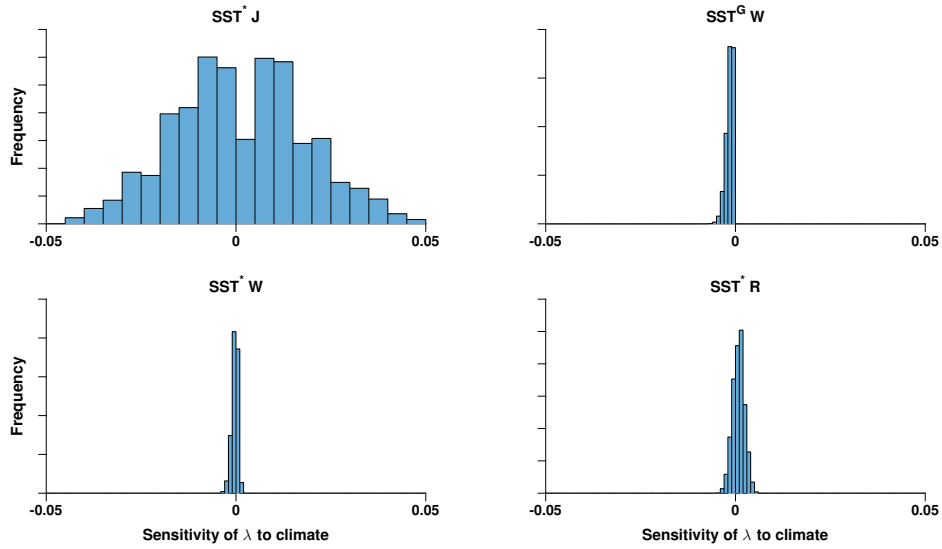 SST* J
SST^G W
Frequency
-0.05 0 0.05
-0.05 0 0.05
SST* W
SST* R
Frequency
-0.05 0 0.05
-0.05 0 0.05
Sensitivity of λ to climate
Sensitivity of λ to climate